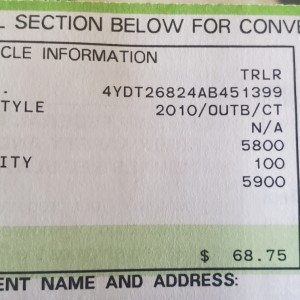 L SECTION BELOW FOR CONVE
CLE INFORMATION
TRLR
. 4YDT26824AB451399
TYLE 2010/OUTB/CT
N/A
5800
ITY 100
5900
$ 68.75
ENT NAME AND ADDRESS: